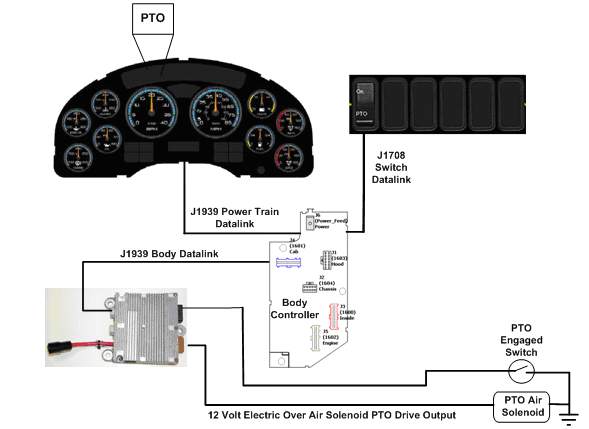 PTO
On
PTO
MPH
J1708
Switch
Datalink
J1939 Power Train
Datalink
J6
(Power_Feed)
Power
J1939 Body Datalink
J4
(1601)
Cab
J1
(1603)
Hood
J2
(1604)
Chassis
Body
Controller
J3
(1600)
Inside
J5
(1602)
Engine
PTO
Engaged
Switch
PTO Air
Solenoid
12 Volt Electric Over Air Solenoid PTO Drive Output